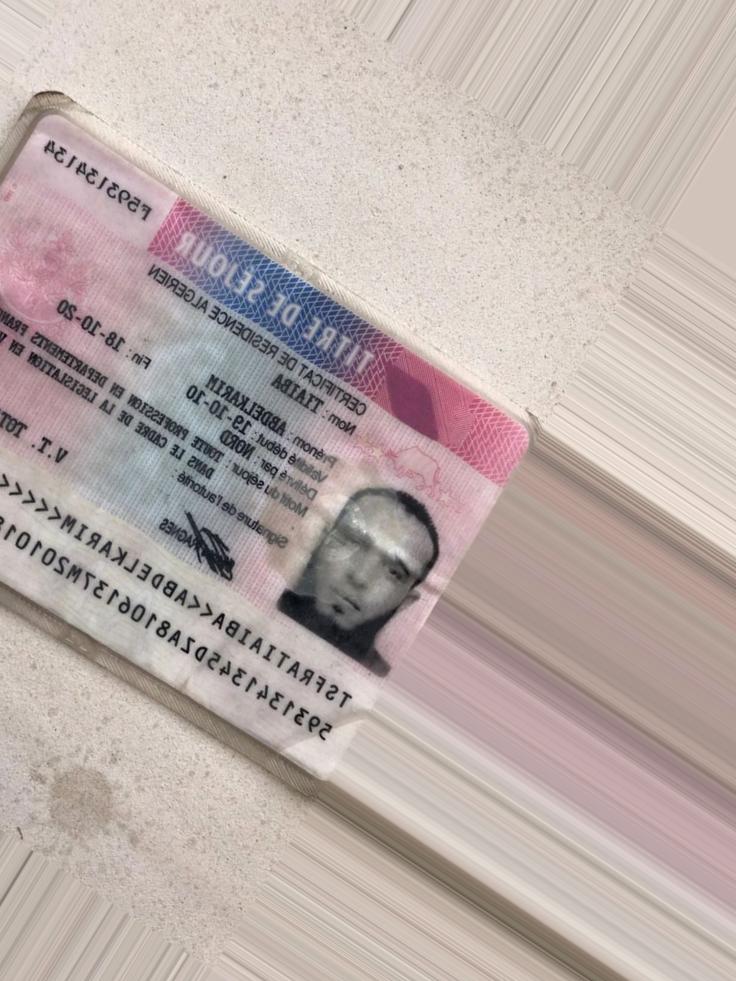 F593134134
TITRE DE SÉJOUR
CERTIFICAT DE RESIDENCE ALGERIEN
Nom : TIAIBA
Prénom : ABDELKARIM
Validité début : 19-10-10 Fin : 18-10-20
Délivré par : NORD
Motif du séjour : TOUTE PROFESSION EN DEPARTEMENTS
DANS LE CADRE DE LA LEGISLATION EN
Signature de l'autorité :
V.T.
TSFRATIAIBA<<ABDELKARIM<<<<<<